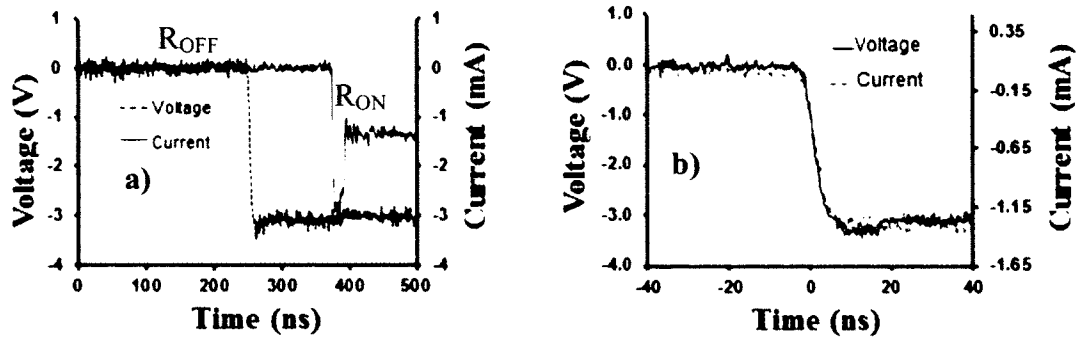 1
0
-1
-2
-3
-4
Voltage (V)
R_OFF
R_ON
Voltage
Current
a)
1
0
-1
-2
-3
-4
Current (mA)
0
100
200
300
400
500
Time (ns)
1.0
0.0
-1.0
-2.0
-3.0
-4.0
Voltage (V)
Voltage
Current
b)
0.35
-0.15
-0.65
-1.15
-1.65
Current (mA)
-40
-20
0
20
40
Time (ns)